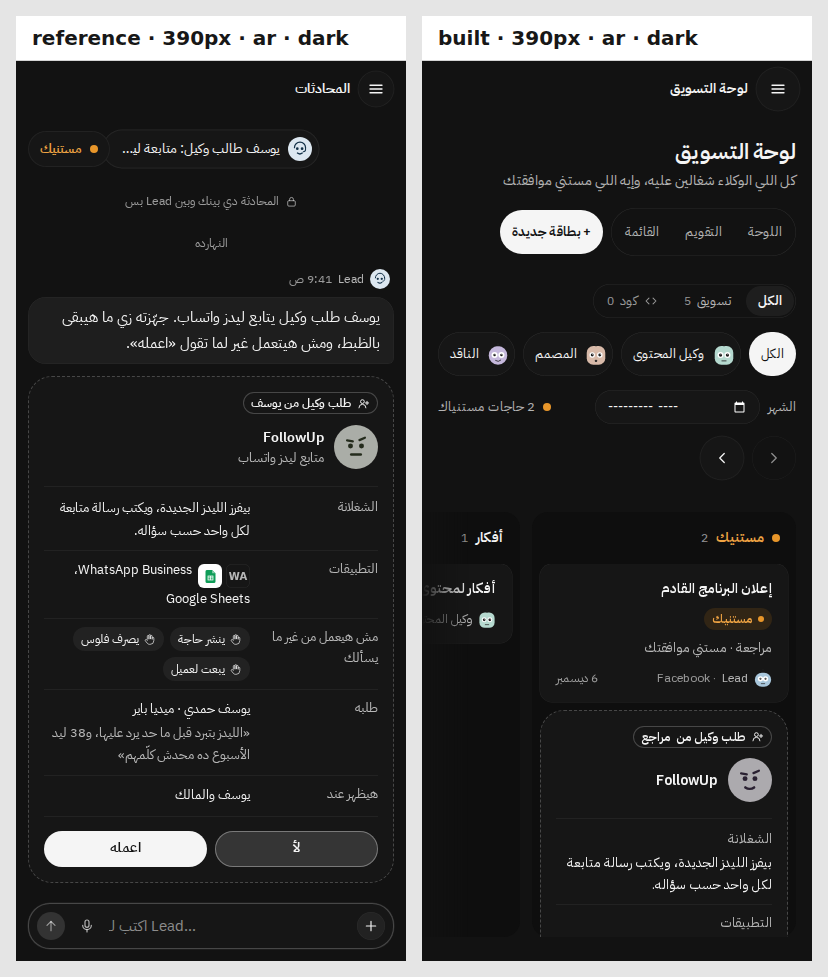 reference · 390px · ar · dark
المحادثات
يوسف طالب وكيل: متابعة ليـ...
مستنيك
المحادثة دي بينك وبين Lead بس
النهارده
Lead 9:41 ص
يوسف طلب وكيل يتابع ليدز واتساب. جهّزته زي ما هيبقى
بالظبط، ومش هيتعمل غير لما تقول «اعمله».
طلب وكيل من يوسف
FollowUp
متابع ليدز واتساب
الشغلانة
بيفرز الليدز الجديدة، ويكتب رسالة متابعة
لكل واحد حسب سؤاله.
التطبيقات
WA WhatsApp Business،
Google Sheets
مش هيعمل من غير ما
يسألك
ينشر حاجة
يصرف فلوس
يبعت لعميل
طلبه
يوسف حمدي · ميديا باير
«الليدز بتبرد قبل ما حد يرد عليها، و38 ليد
الأسبوع ده محدش كلّمهم»
هيظهر عند
يوسف والمالك
لأ
اعمله
اكتب لـ Lead...
built · 390px · ar · dark
لوحة التسويق
لوحة التسويق
كل اللي الوكلاء شغالين عليه، وإيه اللي مستني موافقتك
اللوحة
التقويم
القائمة
+ بطاقة جديدة
الكل
تسويق 5
كود 0
الكل
وكيل المحتوى
المصمم
الناقد
الشهر
--------- ----
2 حاجات مستنياك
مستنيك 2
إعلان البرنامج القادم
مستنيك
مراجعة · مستني موافقتك
Lead · Facebook
6 ديسمبر
طلب وكيل من مراجع
FollowUp
الشغلانة
بيفرز الليدز الجديدة، ويكتب رسالة متابعة
لكل واحد حسب سؤاله.
التطبيقات
أفكار 1
أفكار لمحتوى
وكيل المحـ